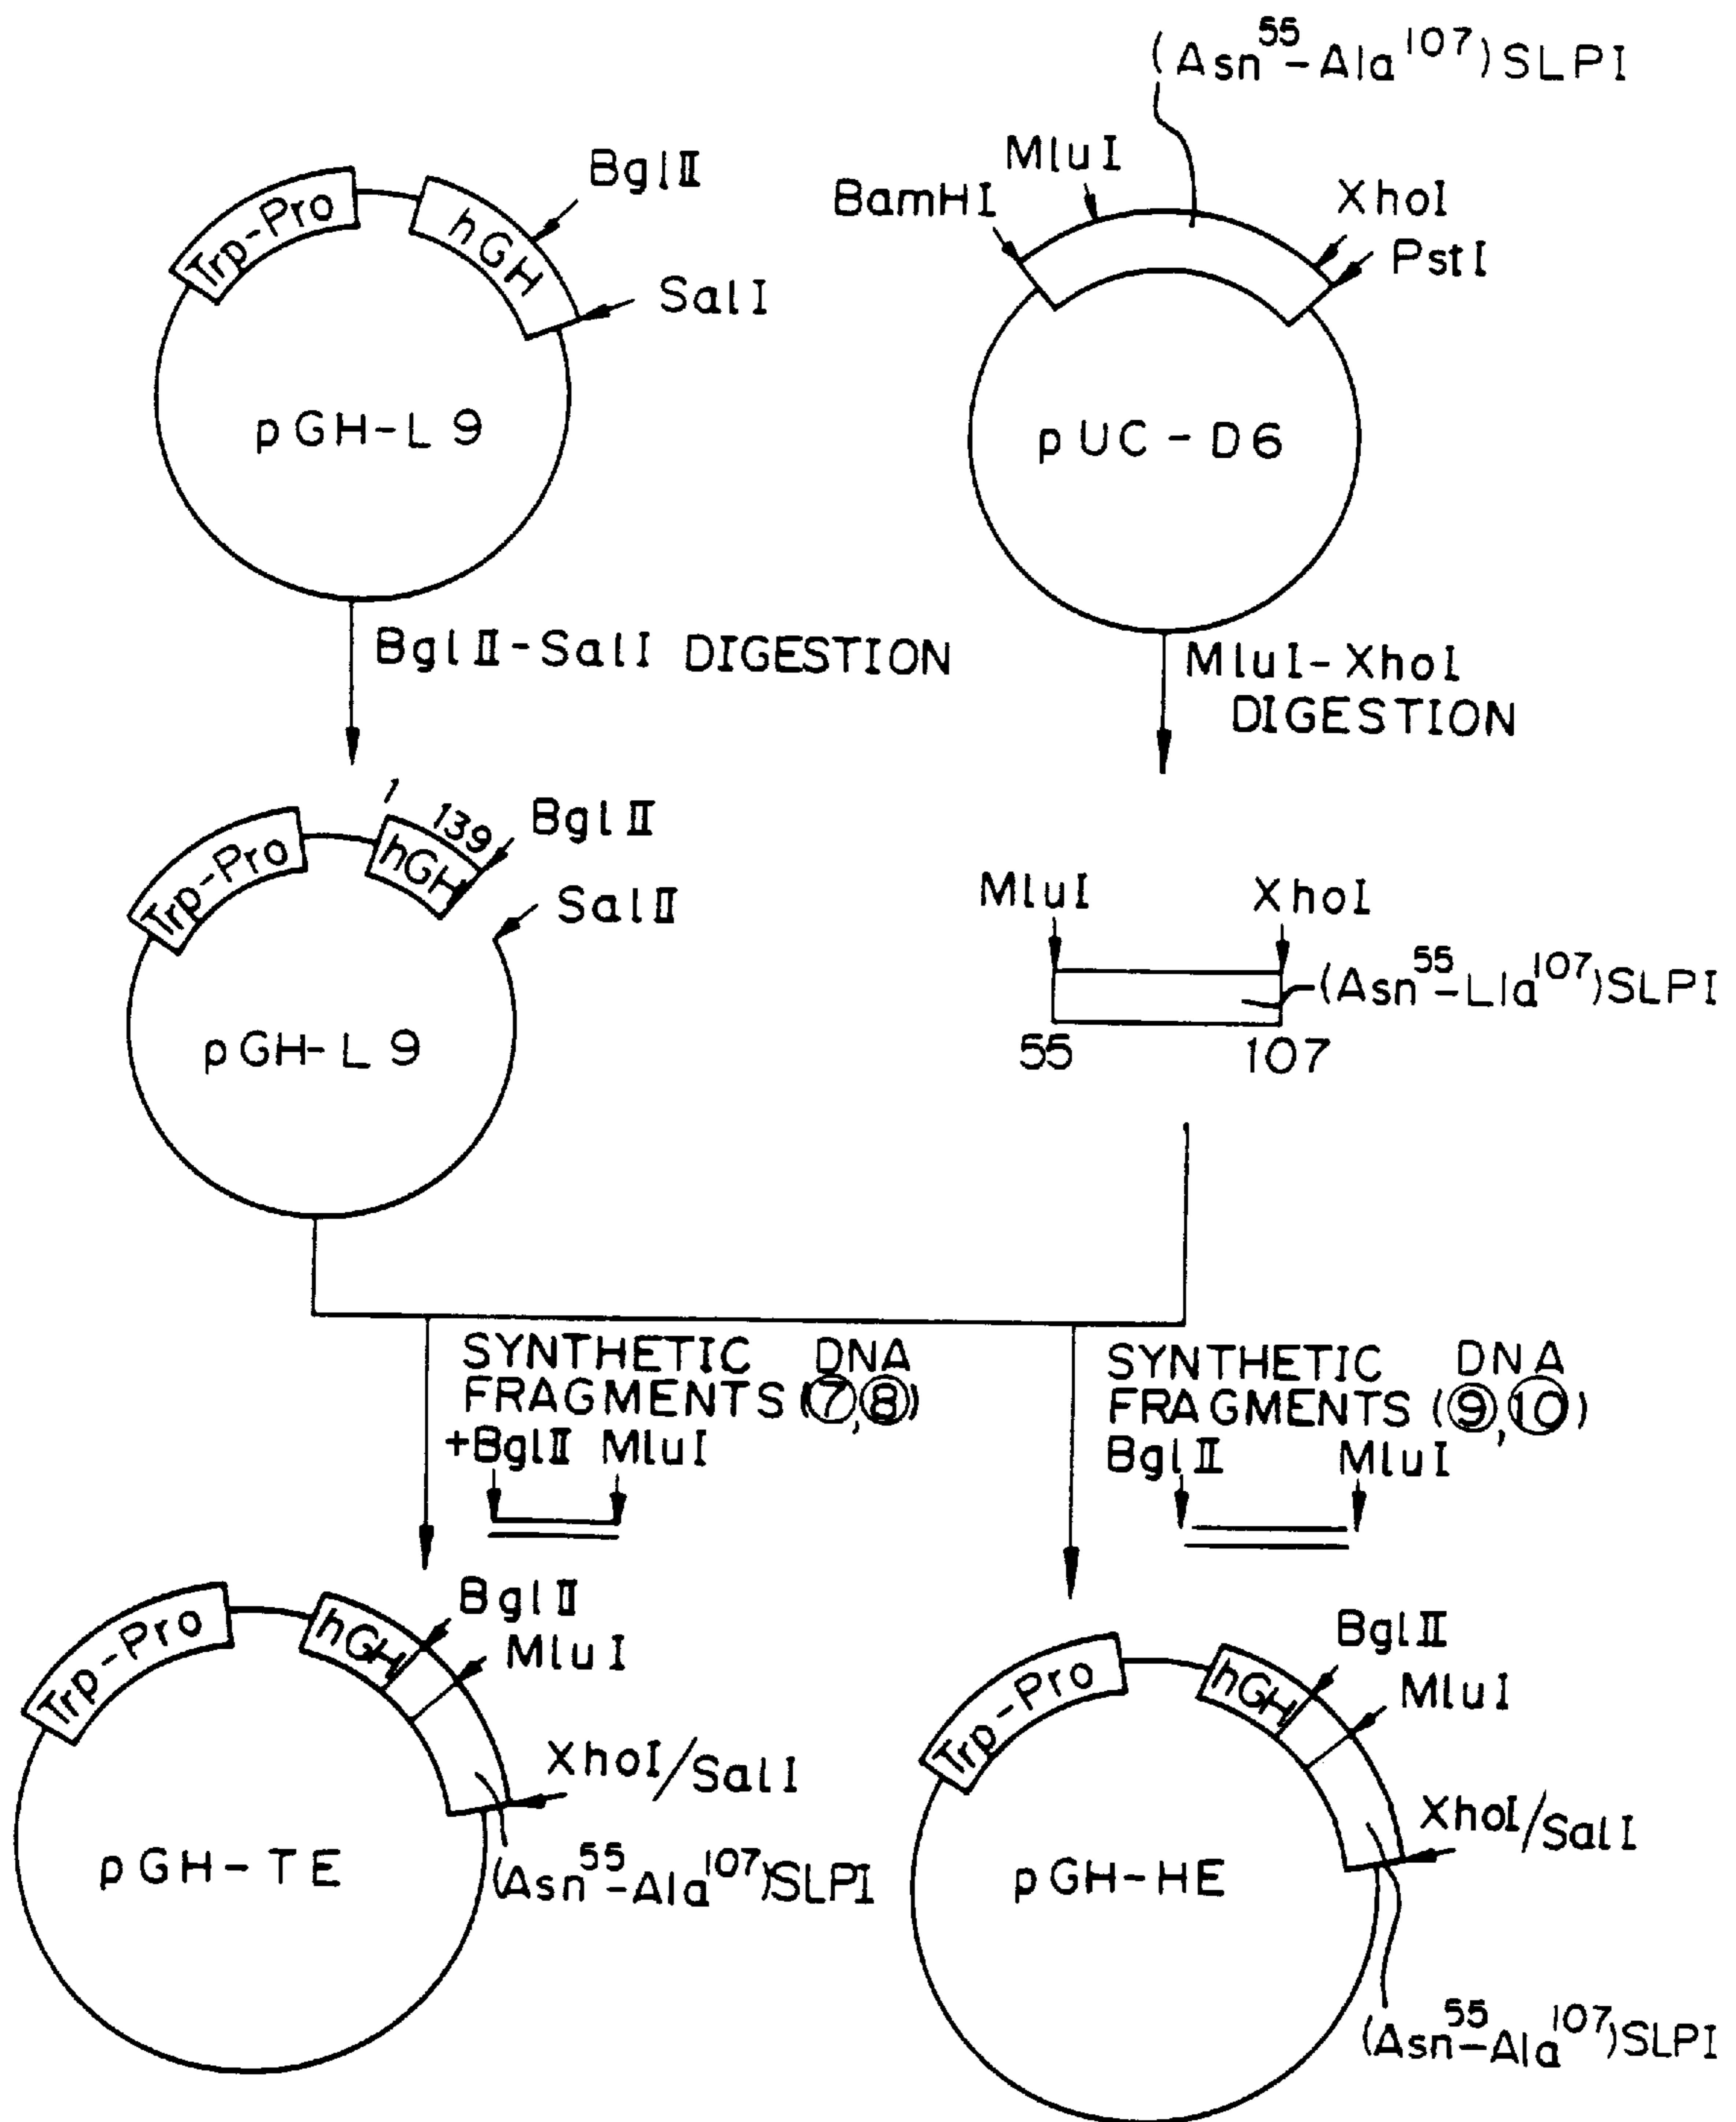 (Asn55-Ala107)SLPI
BglII
MluI
BamHI
XhoI
PstI
Trp-Pro
hGH
SalI
pGH-L9
pUC-D6
BglII-SalI DIGESTION
MluI-XhoI
DIGESTION
1
139
BglII
Trp-Pro
hGH
SalII
MluI
XhoI
(Asn55-Lla107)SLPI
55
107
pGH-L9
SYNTHETIC DNA
FRAGMENTS (⑦,⑧)
+BglII MluI
SYNTHETIC DNA
FRAGMENTS (⑨,⑩)
BglII MluI
Trp-Pro
hGH
BglII
MluI
XhoI/SalI
pGH-TE
(Asn55-Ala107)SLPI
Trp-Pro
hGH
BglII
MluI
XhoI/SalI
pGH-HE
(Asn55-Ala107)SLPI